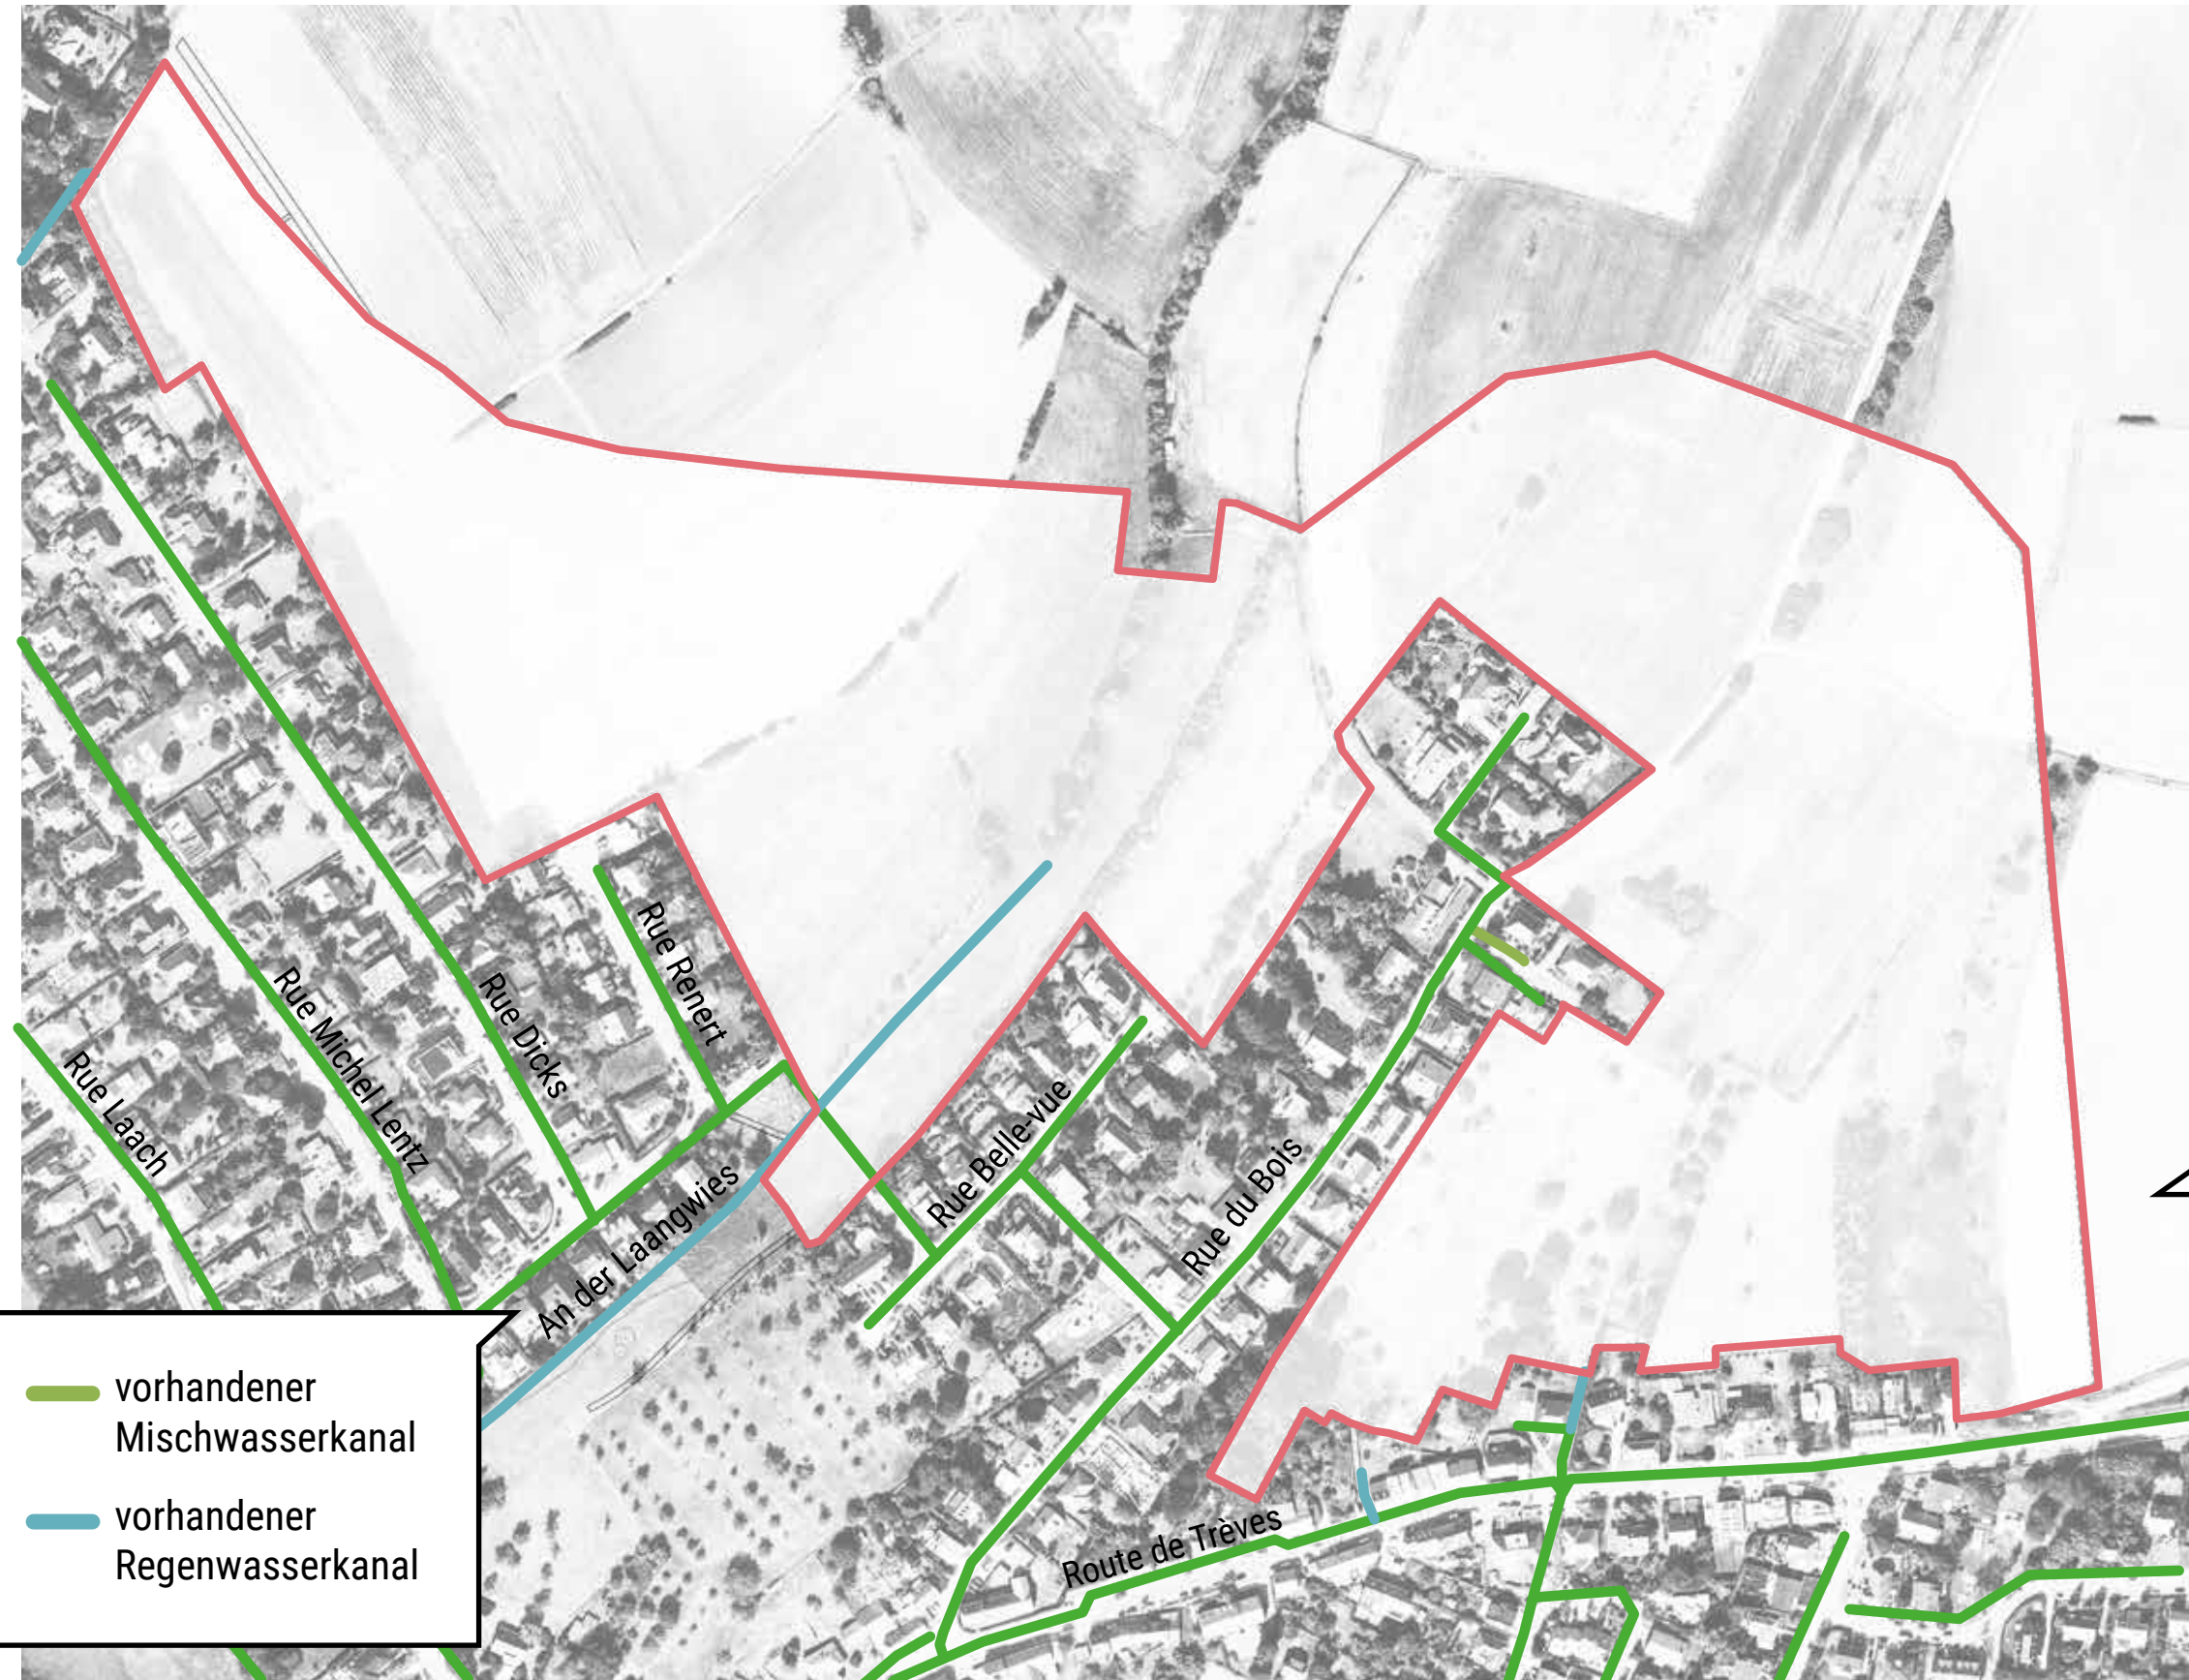 Rue Renert
Rue Dicks
Rue Michel Lentz
Rue Laach
Rue Belle-vue
Rue du Bois
An der Laangwies
Route de Trèves
vorhandener
Mischwasserkanal
vorhandener
Regenwasserkanal